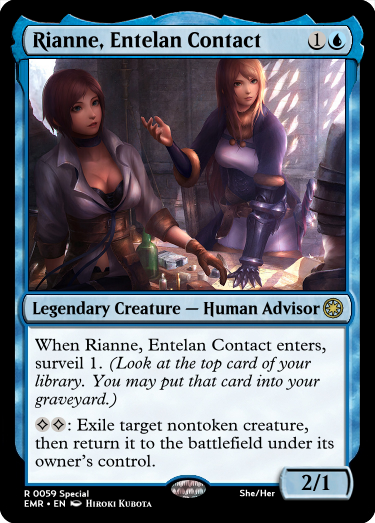 Rianne, Entelan Contact 1
Legendary Creature — Human Advisor
When Rianne, Entelan Contact enters,
surveil 1. (Look at the top card of your
library. You may put that card into your
graveyard.)
: Exile target nontoken creature,
then return it to the battlefield under its
owner's control.
2/1
R 0059 Special She/Her
EMR • EN Hiroki Kubota